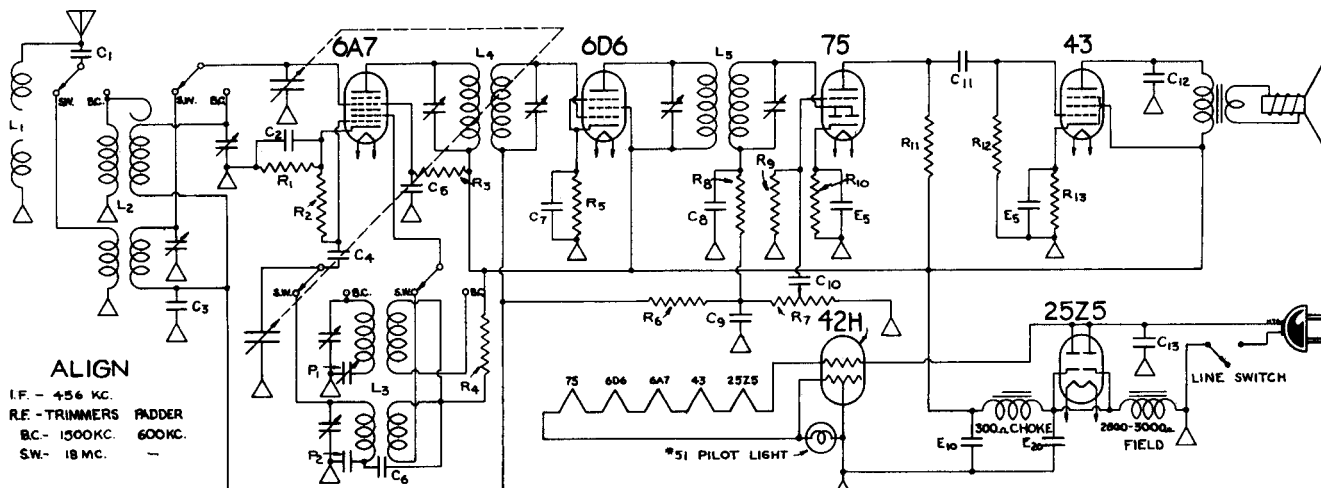 6A7
6D6
75
43
L4
L5
C1
S.W.
B.C.
S.W.
B.C.
C11
C12
L1
C2
R1
R3
C5
R11
R12
R9
R8
R10
R13
L2
R2
C7
R5
C8
E5
E5
C4
C3
S.W.
B.C.
S.W.
B.C.
C10
R6
C9
R7
42H
25Z5
C13
LINE SWITCH
P1
L3
R4
ALIGN
I.F. - 456 KC.
R.F. - TRIMMERS PADDER
B.C.- 1500KC. 600KC.
S.W.- 18 MC. —
75 6D6 6A7 43 25Z5
300Ω CHOKE
2800-3000Ω
FIELD
E10
E20
#51 PILOT LIGHT
P2
C6